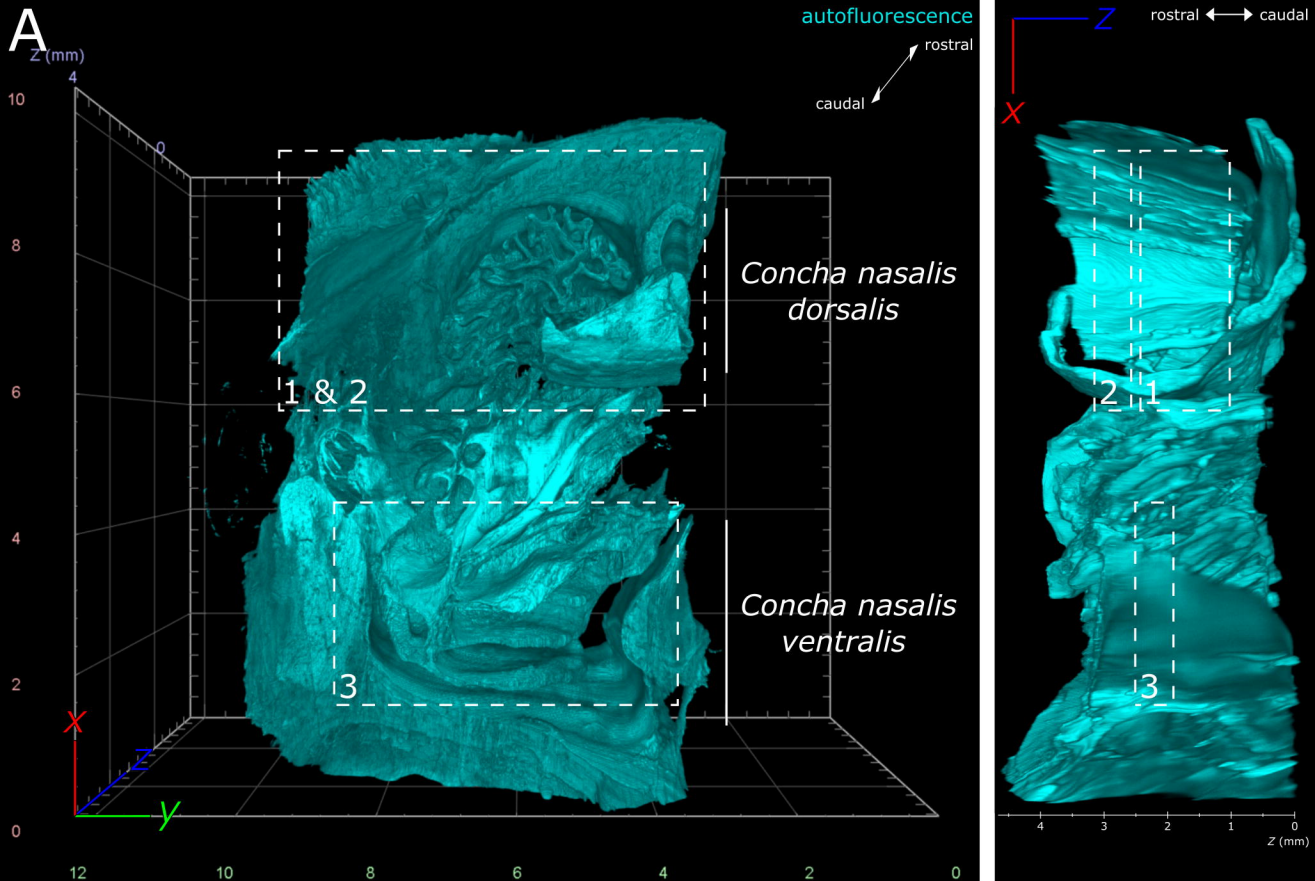 A
autofluorescence
rostral
caudal
Z (mm)
4
0
10
8
6
4
2
0
Concha nasalis
dorsalis
1 & 2
Concha nasalis
ventralis
3
X
Z
y
12
10
8
6
4
2
0
rostral
caudal
Z
X
2
1
3
4
3
2
1
0
Z (mm)